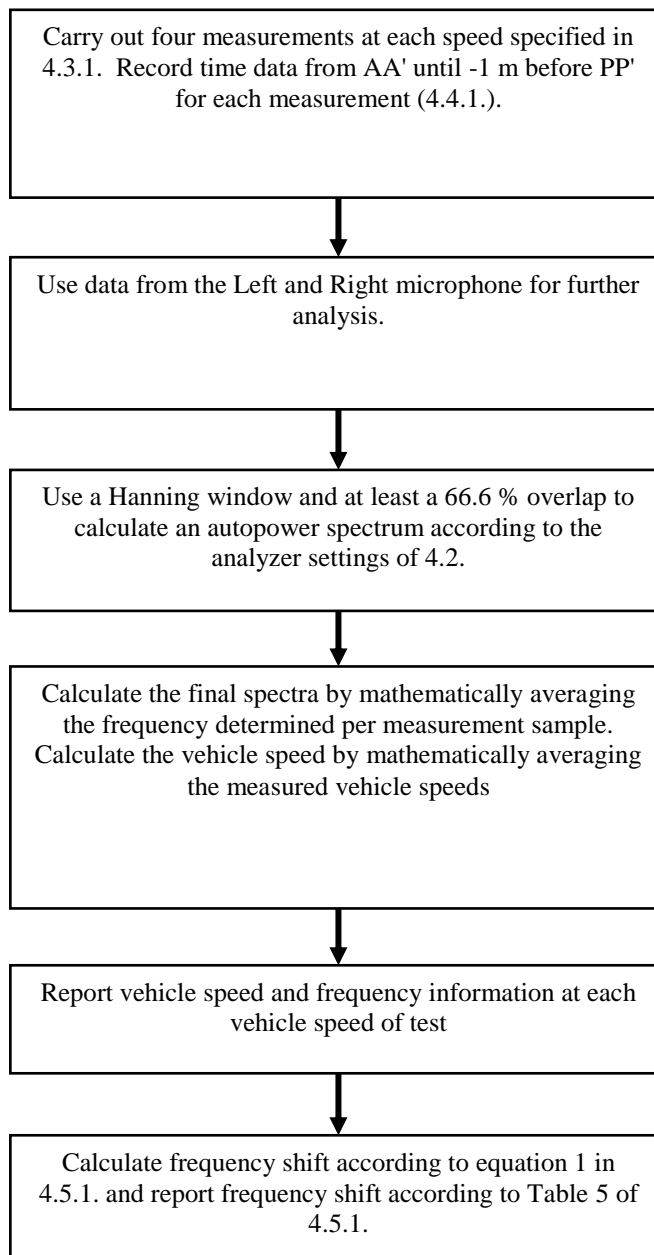 Carry out four measurements at each speed specified in
4.3.1.  Record time data from AA' until -1 m before PP'
for each measurement (4.4.1.).
Use data from the Left and Right microphone for further
analysis.
Use a Hanning window and at least a 66.6 % overlap to
calculate an autopower spectrum according to the
analyzer settings of 4.2.
Calculate the final spectra by mathematically averaging
the frequency determined per measurement sample.
Calculate the vehicle speed by mathematically averaging
the measured vehicle speeds
Report vehicle speed and frequency information at each
vehicle speed of test
Calculate frequency shift according to equation 1 in
4.5.1. and report frequency shift according to Table 5 of
4.5.1.